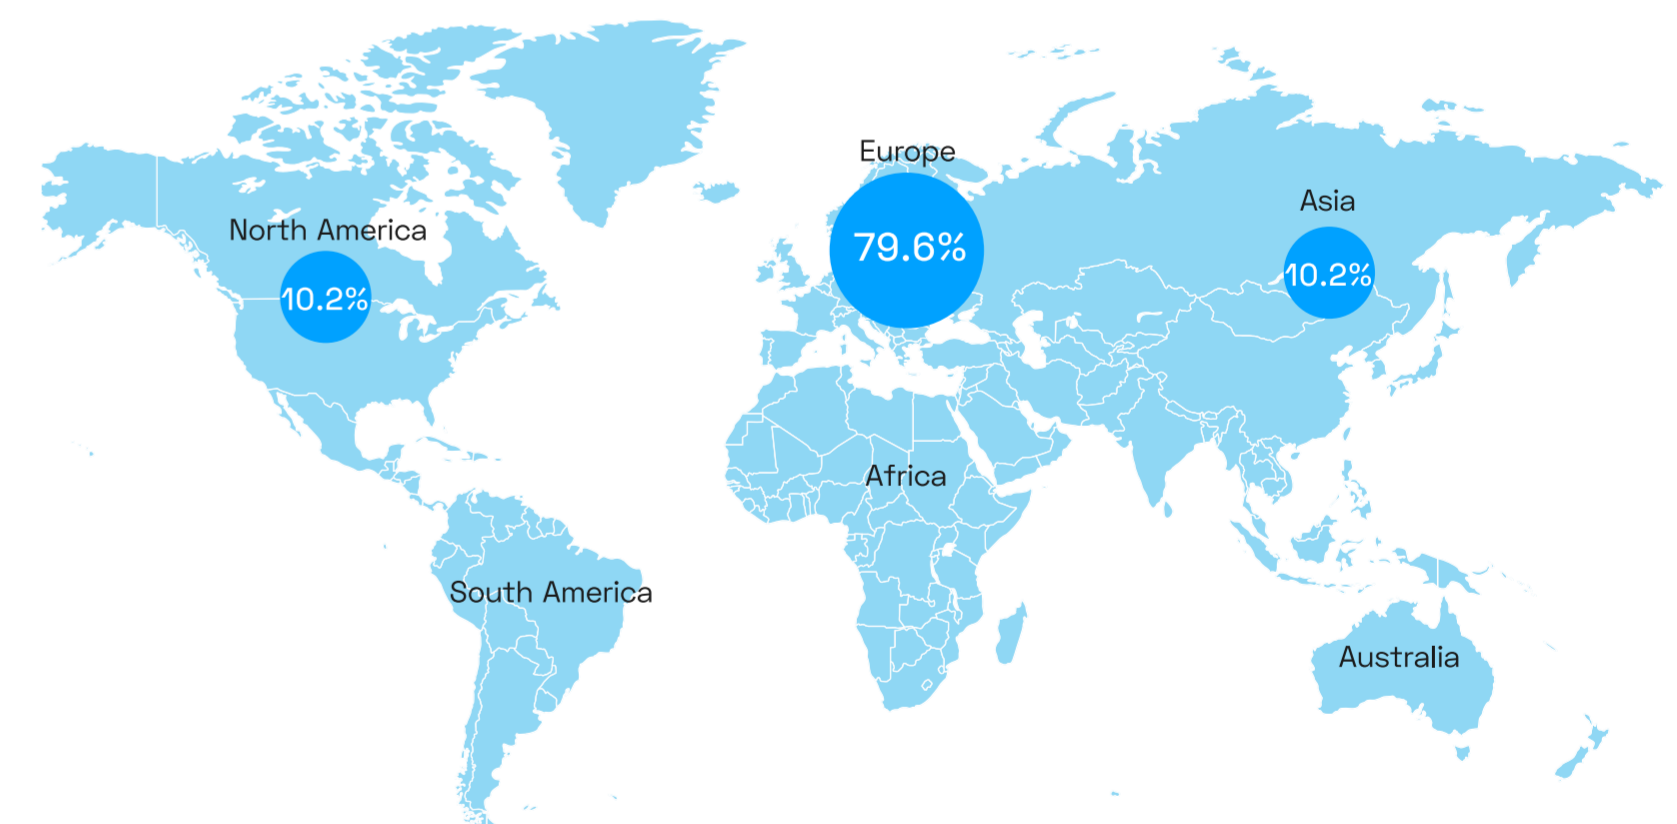 Europe
79.6%
Asia
10.2%
North America
10.2%
Africa
South America
Australia